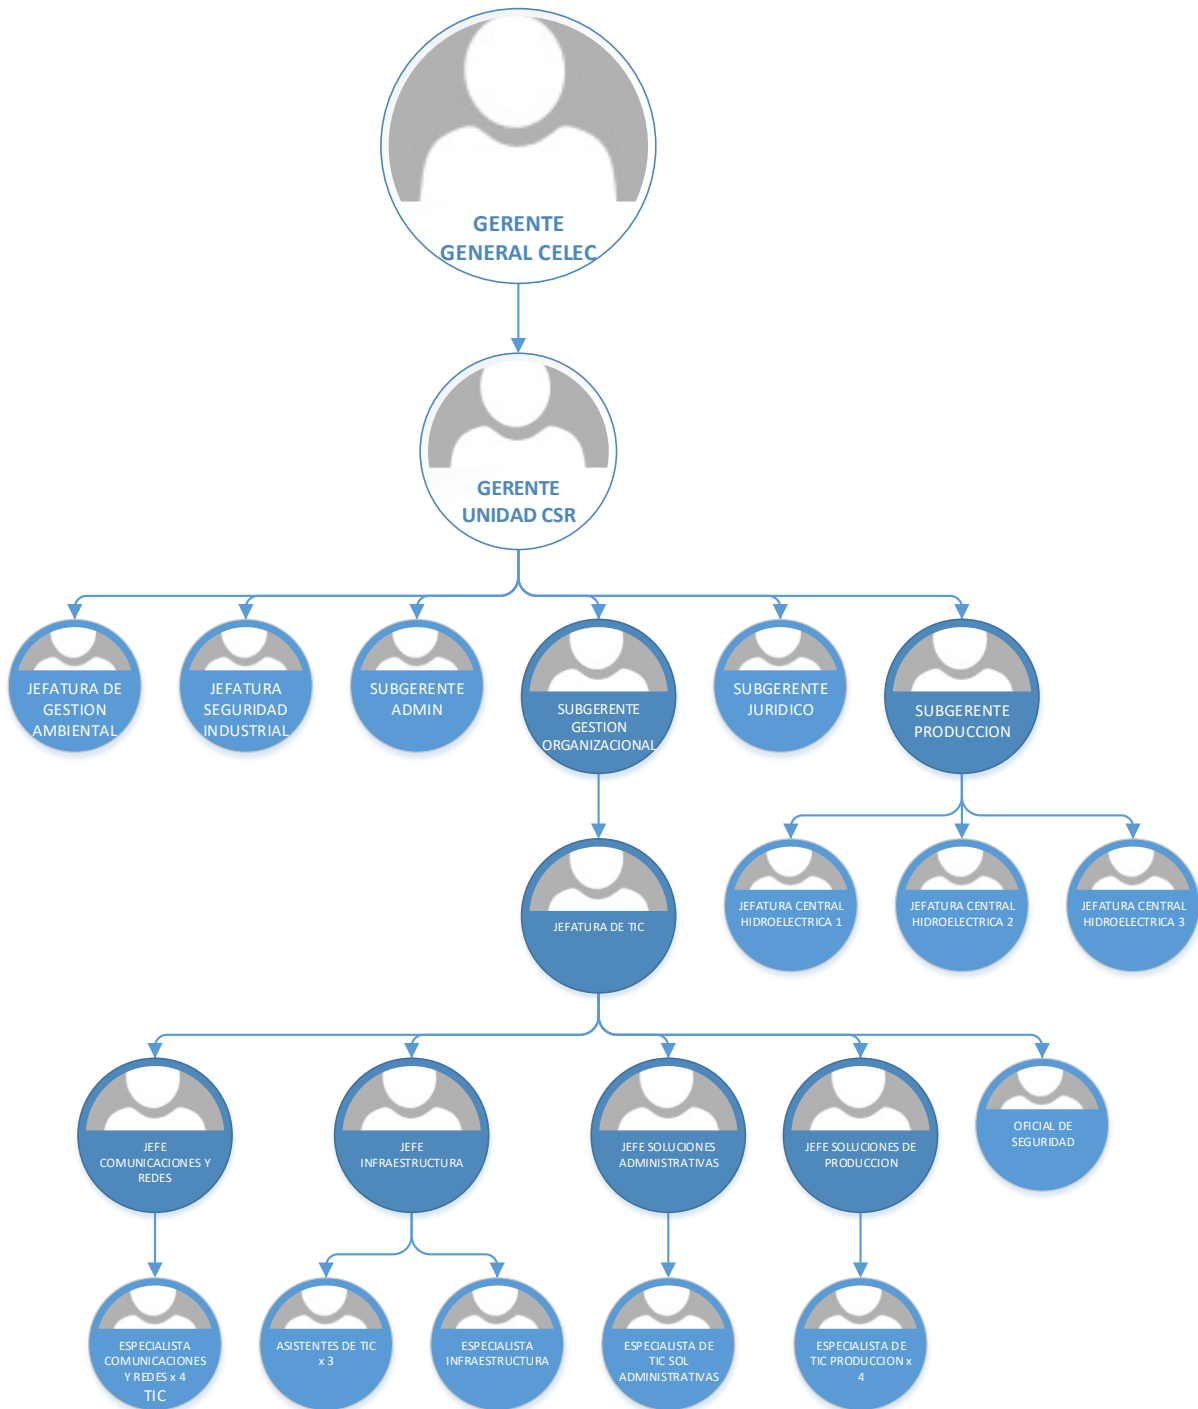 GERENTE
GENERAL CELEC
GERENTE
UNIDAD CSR
JEFATURA DE
GESTION
AMBIENTAL
JEFATURA
SEGURIDAD
INDUSTRIAL
SUBGERENTE
ADMIN
SUBGERENTE
GESTION
ORGANIZACIONAL
SUBGERENTE
JURIDICO
SUBGERENTE
PRODUCCION
JEFATURA DE TIC
JEFATURA CENTRAL
HIDROELECTRICA 1
JEFATURA CENTRAL
HIDROELECTRICA 2
JEFATURA CENTRAL
HIDROELECTRICA 3
JEFE
COMUNICACIONES Y
REDES
JEFE
INFRAESTRUCTURA
JEFE SOLUCIONES
ADMINISTRATIVAS
JEFE SOLUCIONES DE
PRODUCCION
OFICIAL DE
SEGURIDAD
ESPECIALISTA
COMUNICACIONES
Y REDES x 4
TIC
ASISTENTES DE TIC
x 3
ESPECIALISTA
INFRAESTRUCTURA
ESPECIALISTA DE
TIC SOL
ADMINISTRATIVAS
ESPECIALISTA DE
TIC PRODUCCION x
4